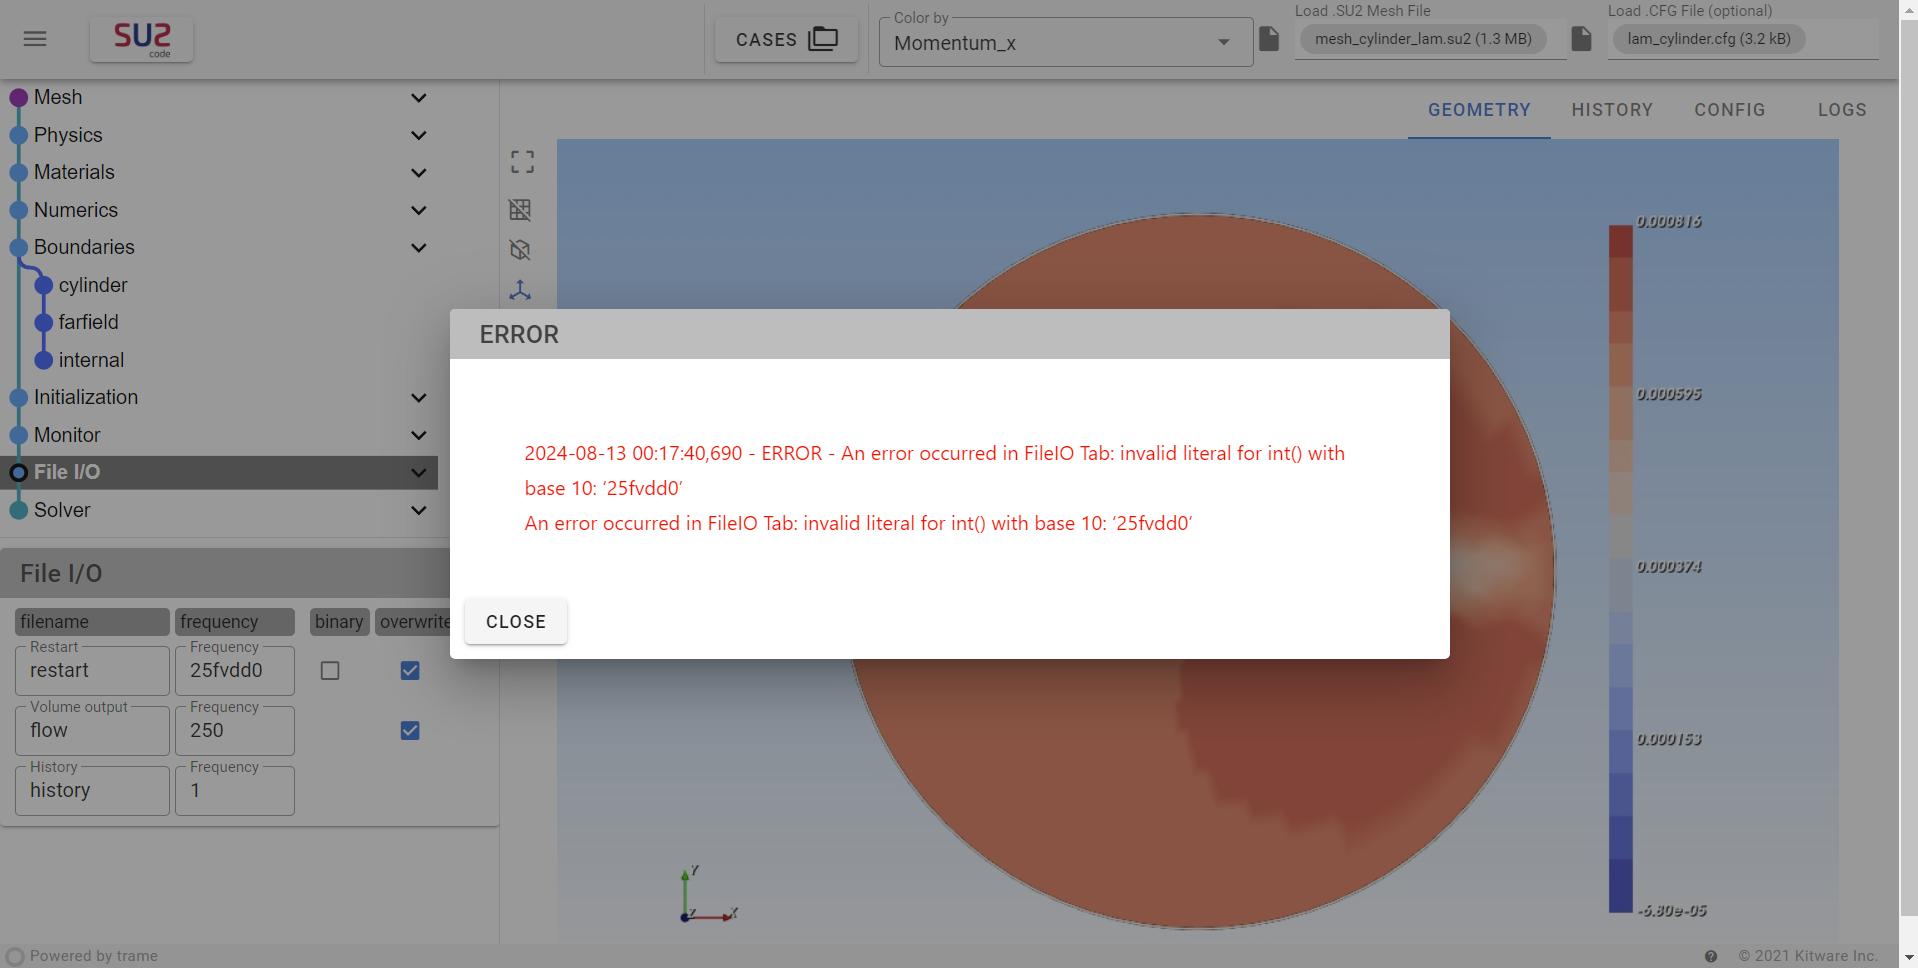 SU2
code
CASES
Color by
Momentum_x
Load .SU2 Mesh File
mesh_cylinder_lam.su2 (1.3 MB)
Load .CFG File (optional)
lam_cylinder.cfg (3.2 kB)
Mesh
Physics
Materials
Numerics
Boundaries
cylinder
farfield
internal
Initialization
Monitor
File I/O
Solver
GEOMETRY
HISTORY
CONFIG
LOGS
ERROR
2024-08-13 00:17:40,690 - ERROR - An error occurred in FileIO Tab: invalid literal for int() with
base 10: ‘25fvdd0’
An error occurred in FileIO Tab: invalid literal for int() with base 10: ‘25fvdd0’
CLOSE
File I/O
filename
frequency
binary
overwrite
Restart
restart
Frequency
25fvdd0
Volume output
flow
Frequency
250
History
history
Frequency
1
0.000816
0.000595
0.000374
0.000153
-6.80e-05
Y
Z
X
Powered by trame
© 2021 Kitware Inc.